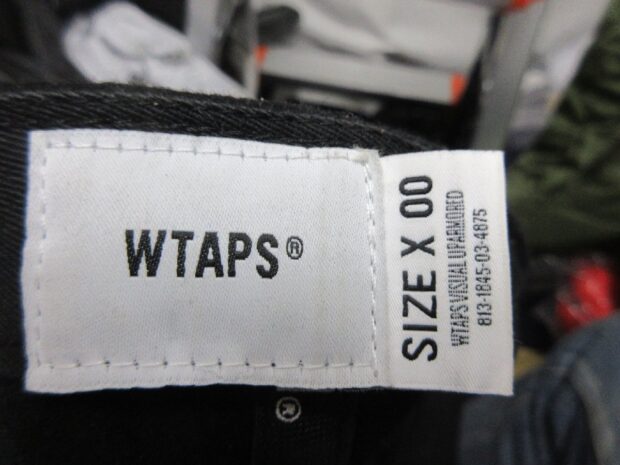 WTAPS®
SIZE X 00
WTAPS VISUAL UPARMORED
813-1845-03-4875
®